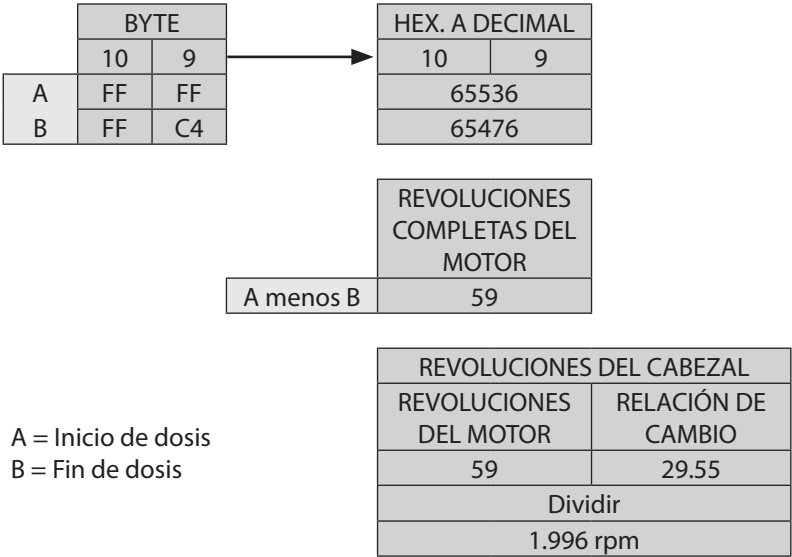 BYTE
10 9
A FF FF
B FF C4
HEX. A DECIMAL
10 9
65536
65476
REVOLUCIONES
COMPLETAS DEL
MOTOR
A menos B 59
A = Inicio de dosis
B = Fin de dosis
REVOLUCIONES DEL CABEZAL
REVOLUCIONES
DEL MOTOR
RELACIÓN DE
CAMBIO
59 29.55
Dividir
1.996 rpm